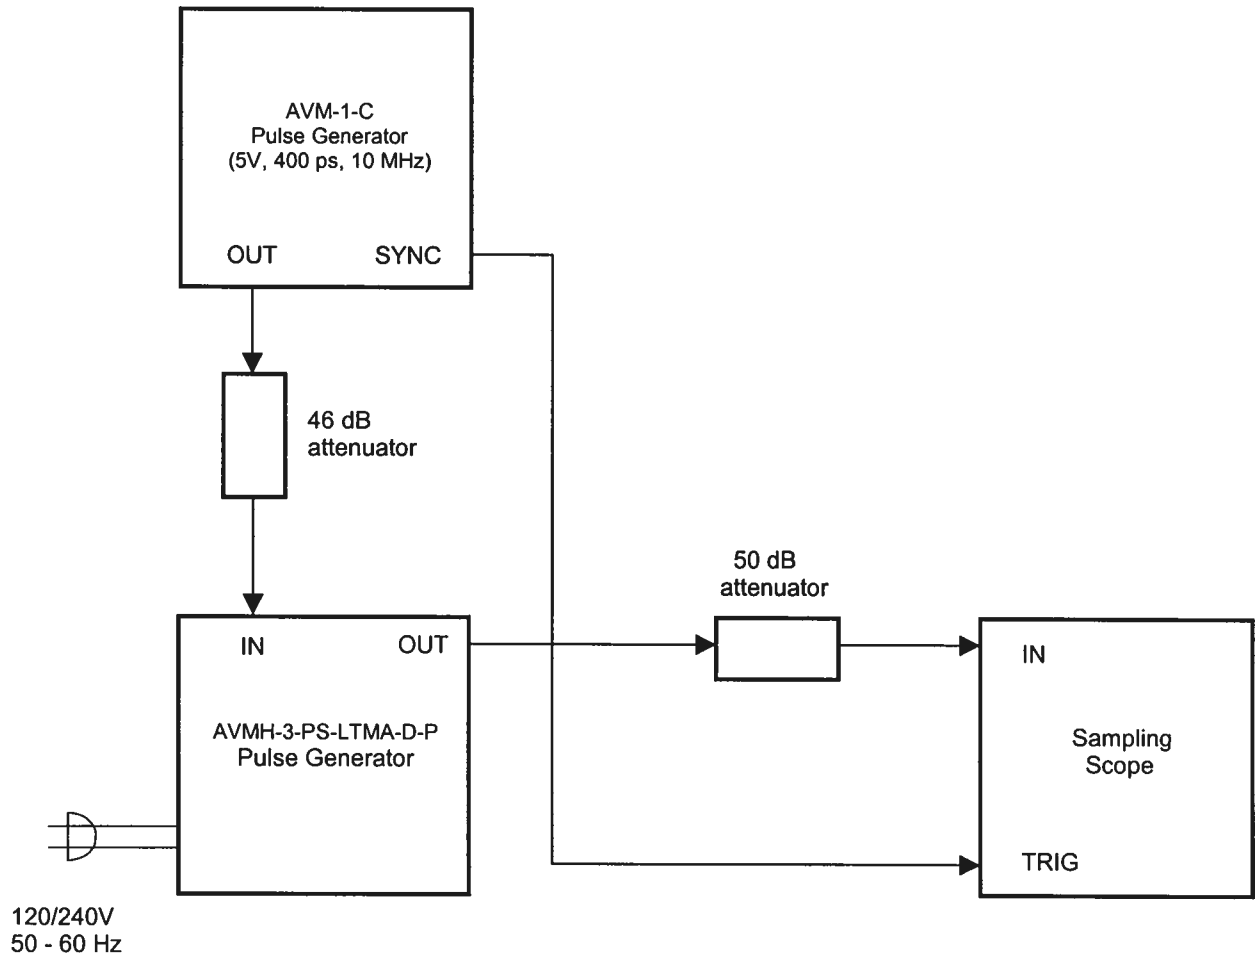 AVM-1-C
Pulse Generator
(5V, 400 ps, 10 MHz)
OUT
SYNC
46 dB
attenuator
50 dB
attenuator
IN
OUT
AVMH-3-PS-LTMA-D-P
Pulse Generator
IN
Sampling
Scope
TRIG
120/240V
50 - 60 Hz